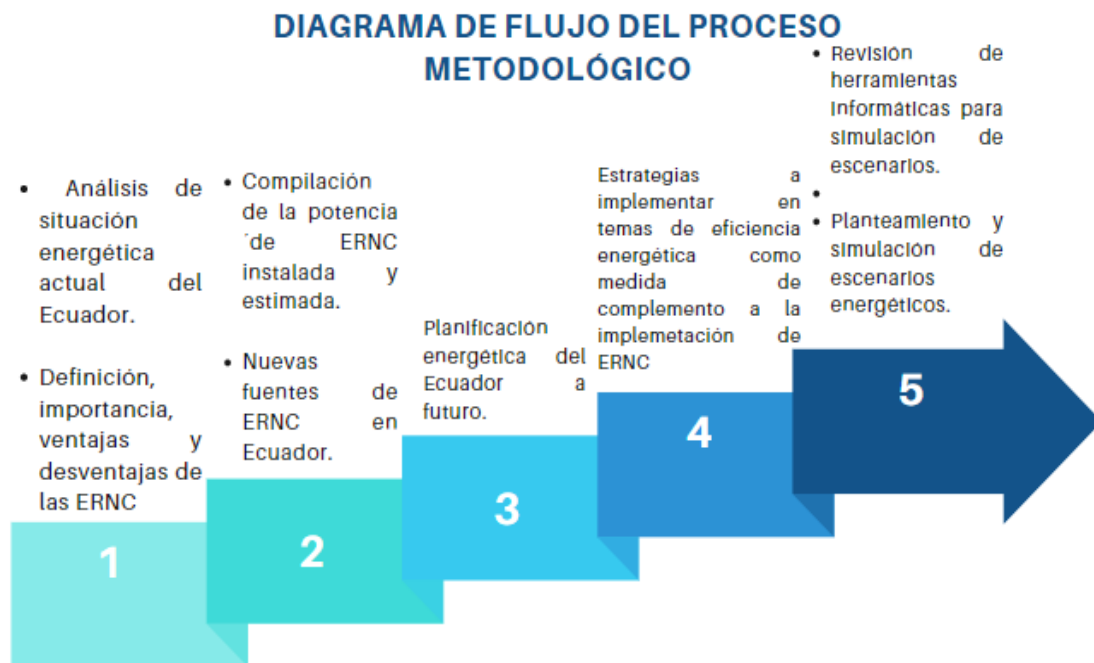 DIAGRAMA DE FLUJO DEL PROCESO
METODOLÓGICO
• Análisis de
situación
energética
actual del
Ecuador.
• Definición,
importancia,
ventajas y
desventajas de
las ERNC
1
• Compilación
de la potencia
´de ERNC
instalada y
estimada.
• Nuevas
fuentes de
ERNC en
Ecuador.
2
Planificación
energética del
Ecuador a
futuro.
3
Estrategias a
implementar en
temas de eficiencia
energética como
medida de
complemento a la
implemetación de
ERNC
4
• Revisión de
herramientas
informáticas para
simulación de
escenarios.
•
• Planteamiento y
simulación de
escenarios
energéticos.
5